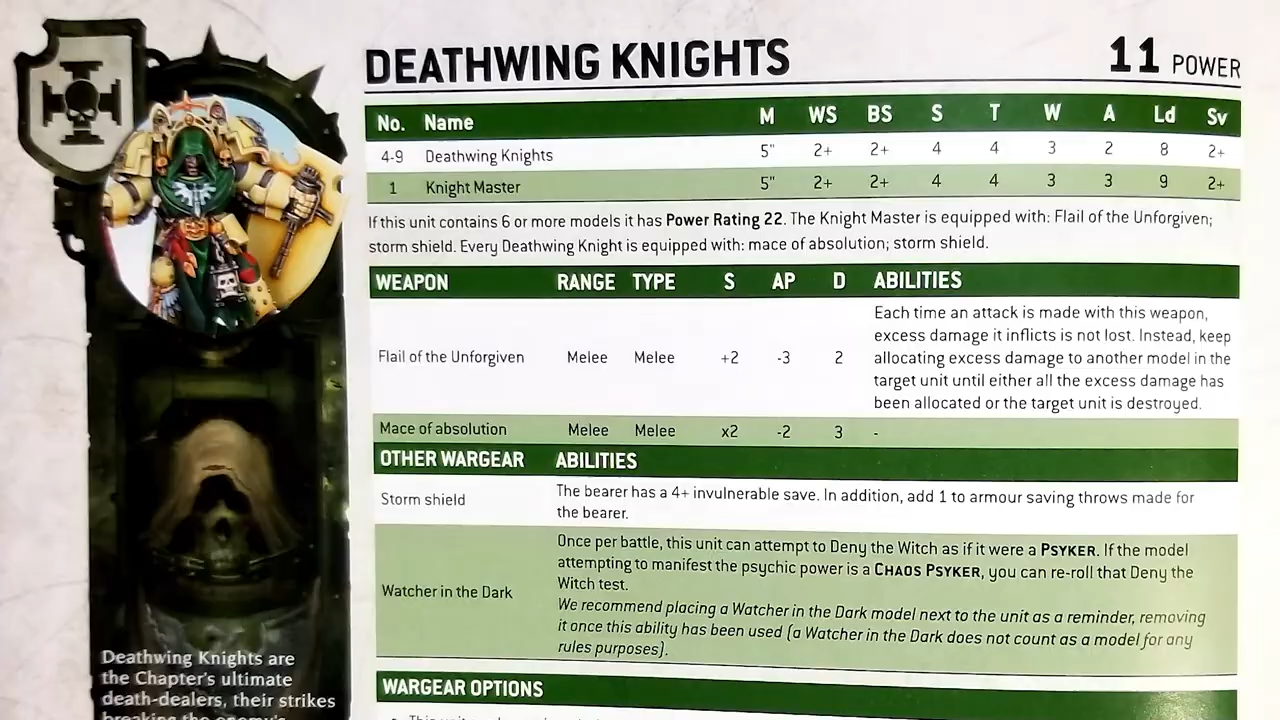 DEATHWING KNIGHTS
11 POWER
No. Name M WS BS S T W A Ld Sv
4-9 Deathwing Knights 5" 2+ 2+ 4 4 3 2 8 2+
1 Knight Master 5" 2+ 2+ 4 4 3 3 9 2+
If this unit contains 6 or more models it has Power Rating 22. The Knight Master is equipped with: Flail of the Unforgiven;
storm shield. Every Deathwing Knight is equipped with: mace of absolution; storm shield.
WEAPON RANGE TYPE S AP D ABILITIES
Flail of the Unforgiven Melee Melee +2 -3 2
Each time an attack is made with this weapon,
excess damage it inflicts is not lost. Instead, keep
allocating excess damage to another model in the
target unit until either all the excess damage has
been allocated or the target unit is destroyed.
Mace of absolution Melee Melee x2 -2 3 -
OTHER WARGEAR ABILITIES
Storm shield
The bearer has a 4+ invulnerable save. In addition, add 1 to armour saving throws made for
the bearer.
Watcher in the Dark
Once per battle, this unit can attempt to Deny the Witch as if it were a PSYKER. If the model
attempting to manifest the psychic power is a CHAOS PSYKER, you can re-roll that Deny the
Witch test.
We recommend placing a Watcher in the Dark model next to the unit as a reminder, removing
it once this ability has been used (a Watcher in the Dark does not count as a model for any
rules purposes).
WARGEAR OPTIONS
Deathwing Knights are
the Chapter's ultimate
death-dealers, their strikes
breaking the enemy's